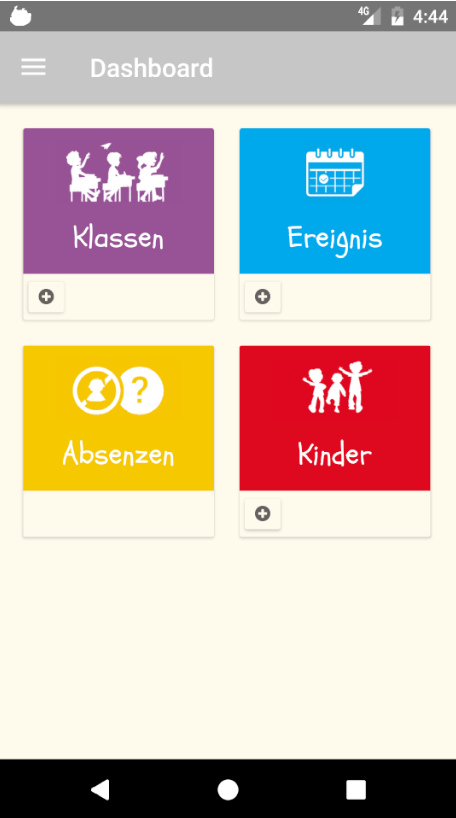 4G 4:44
Dashboard
Klassen
Ereignis
?
Absenzen
Kinder